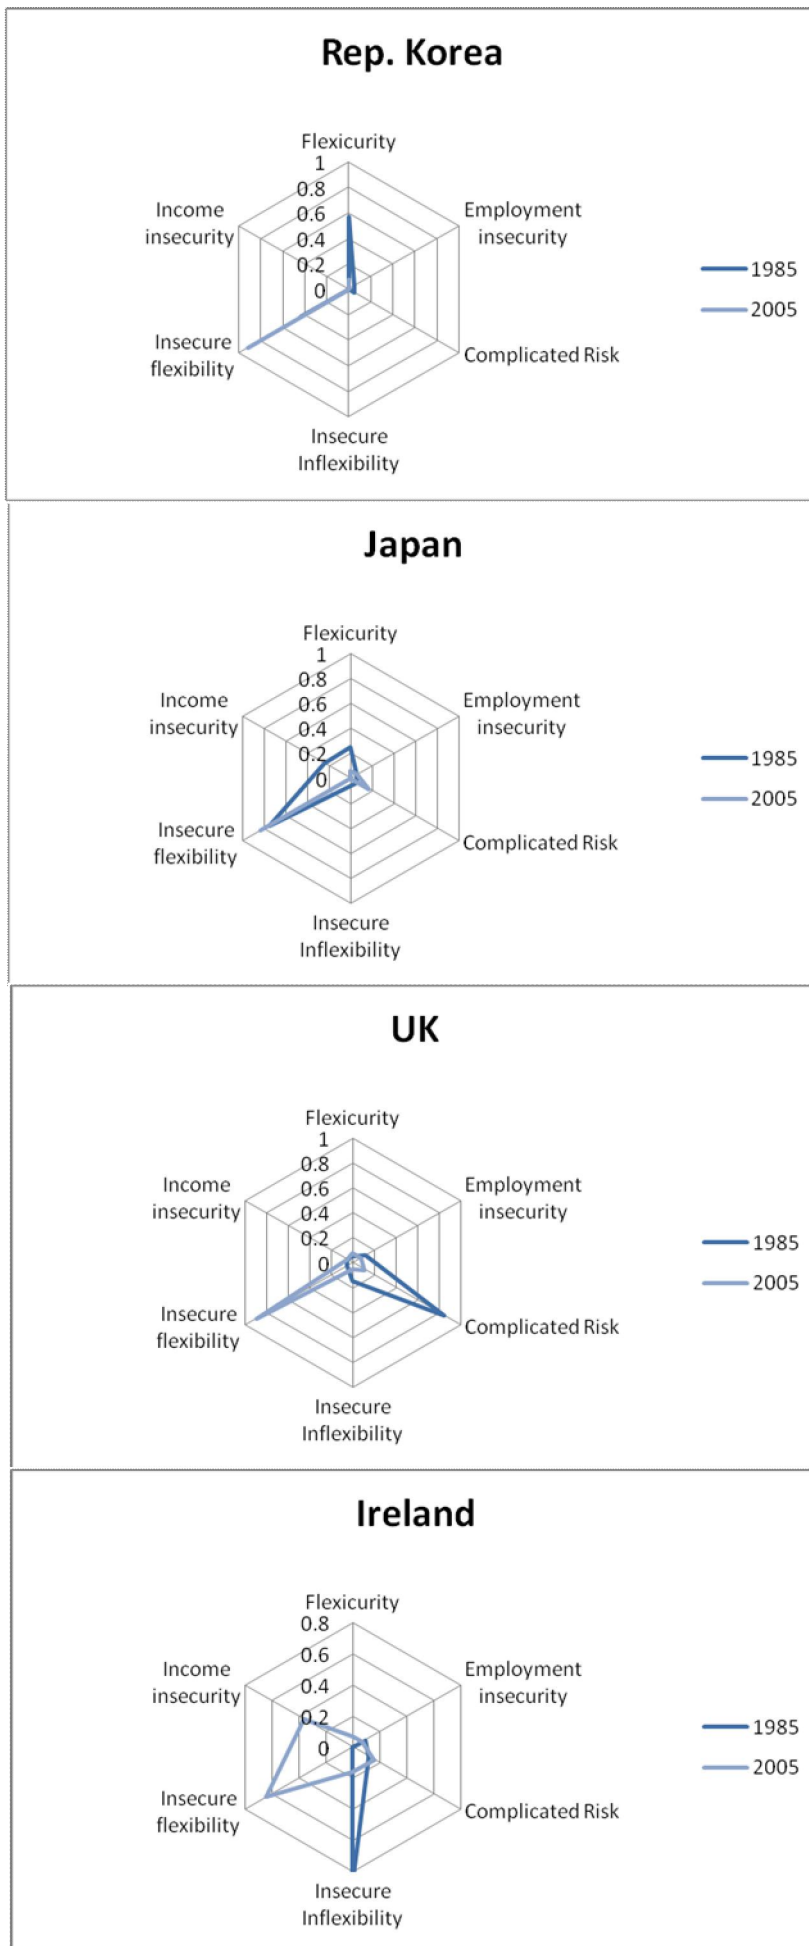 Rep. Korea
Flexicurity
1
0.8
0.6
0.4
0.2
0
Employment
insecurity
Complicated Risk
Insecure
Inflexibility
Insecure
flexibility
Income
insecurity
1985
2005
Japan
Flexicurity
1
0.8
0.6
0.4
0.2
0
Employment
insecurity
Complicated Risk
Insecure
Inflexibility
Insecure
flexibility
Income
insecurity
1985
2005
UK
Flexicurity
1
0.8
0.6
0.4
0.2
0
Employment
insecurity
Complicated Risk
Insecure
Inflexibility
Insecure
flexibility
Income
insecurity
1985
2005
Ireland
Flexicurity
0.8
0.6
0.4
0.2
0
Employment
insecurity
Complicated Risk
Insecure
Inflexibility
Insecure
flexibility
Income
insecurity
1985
2005